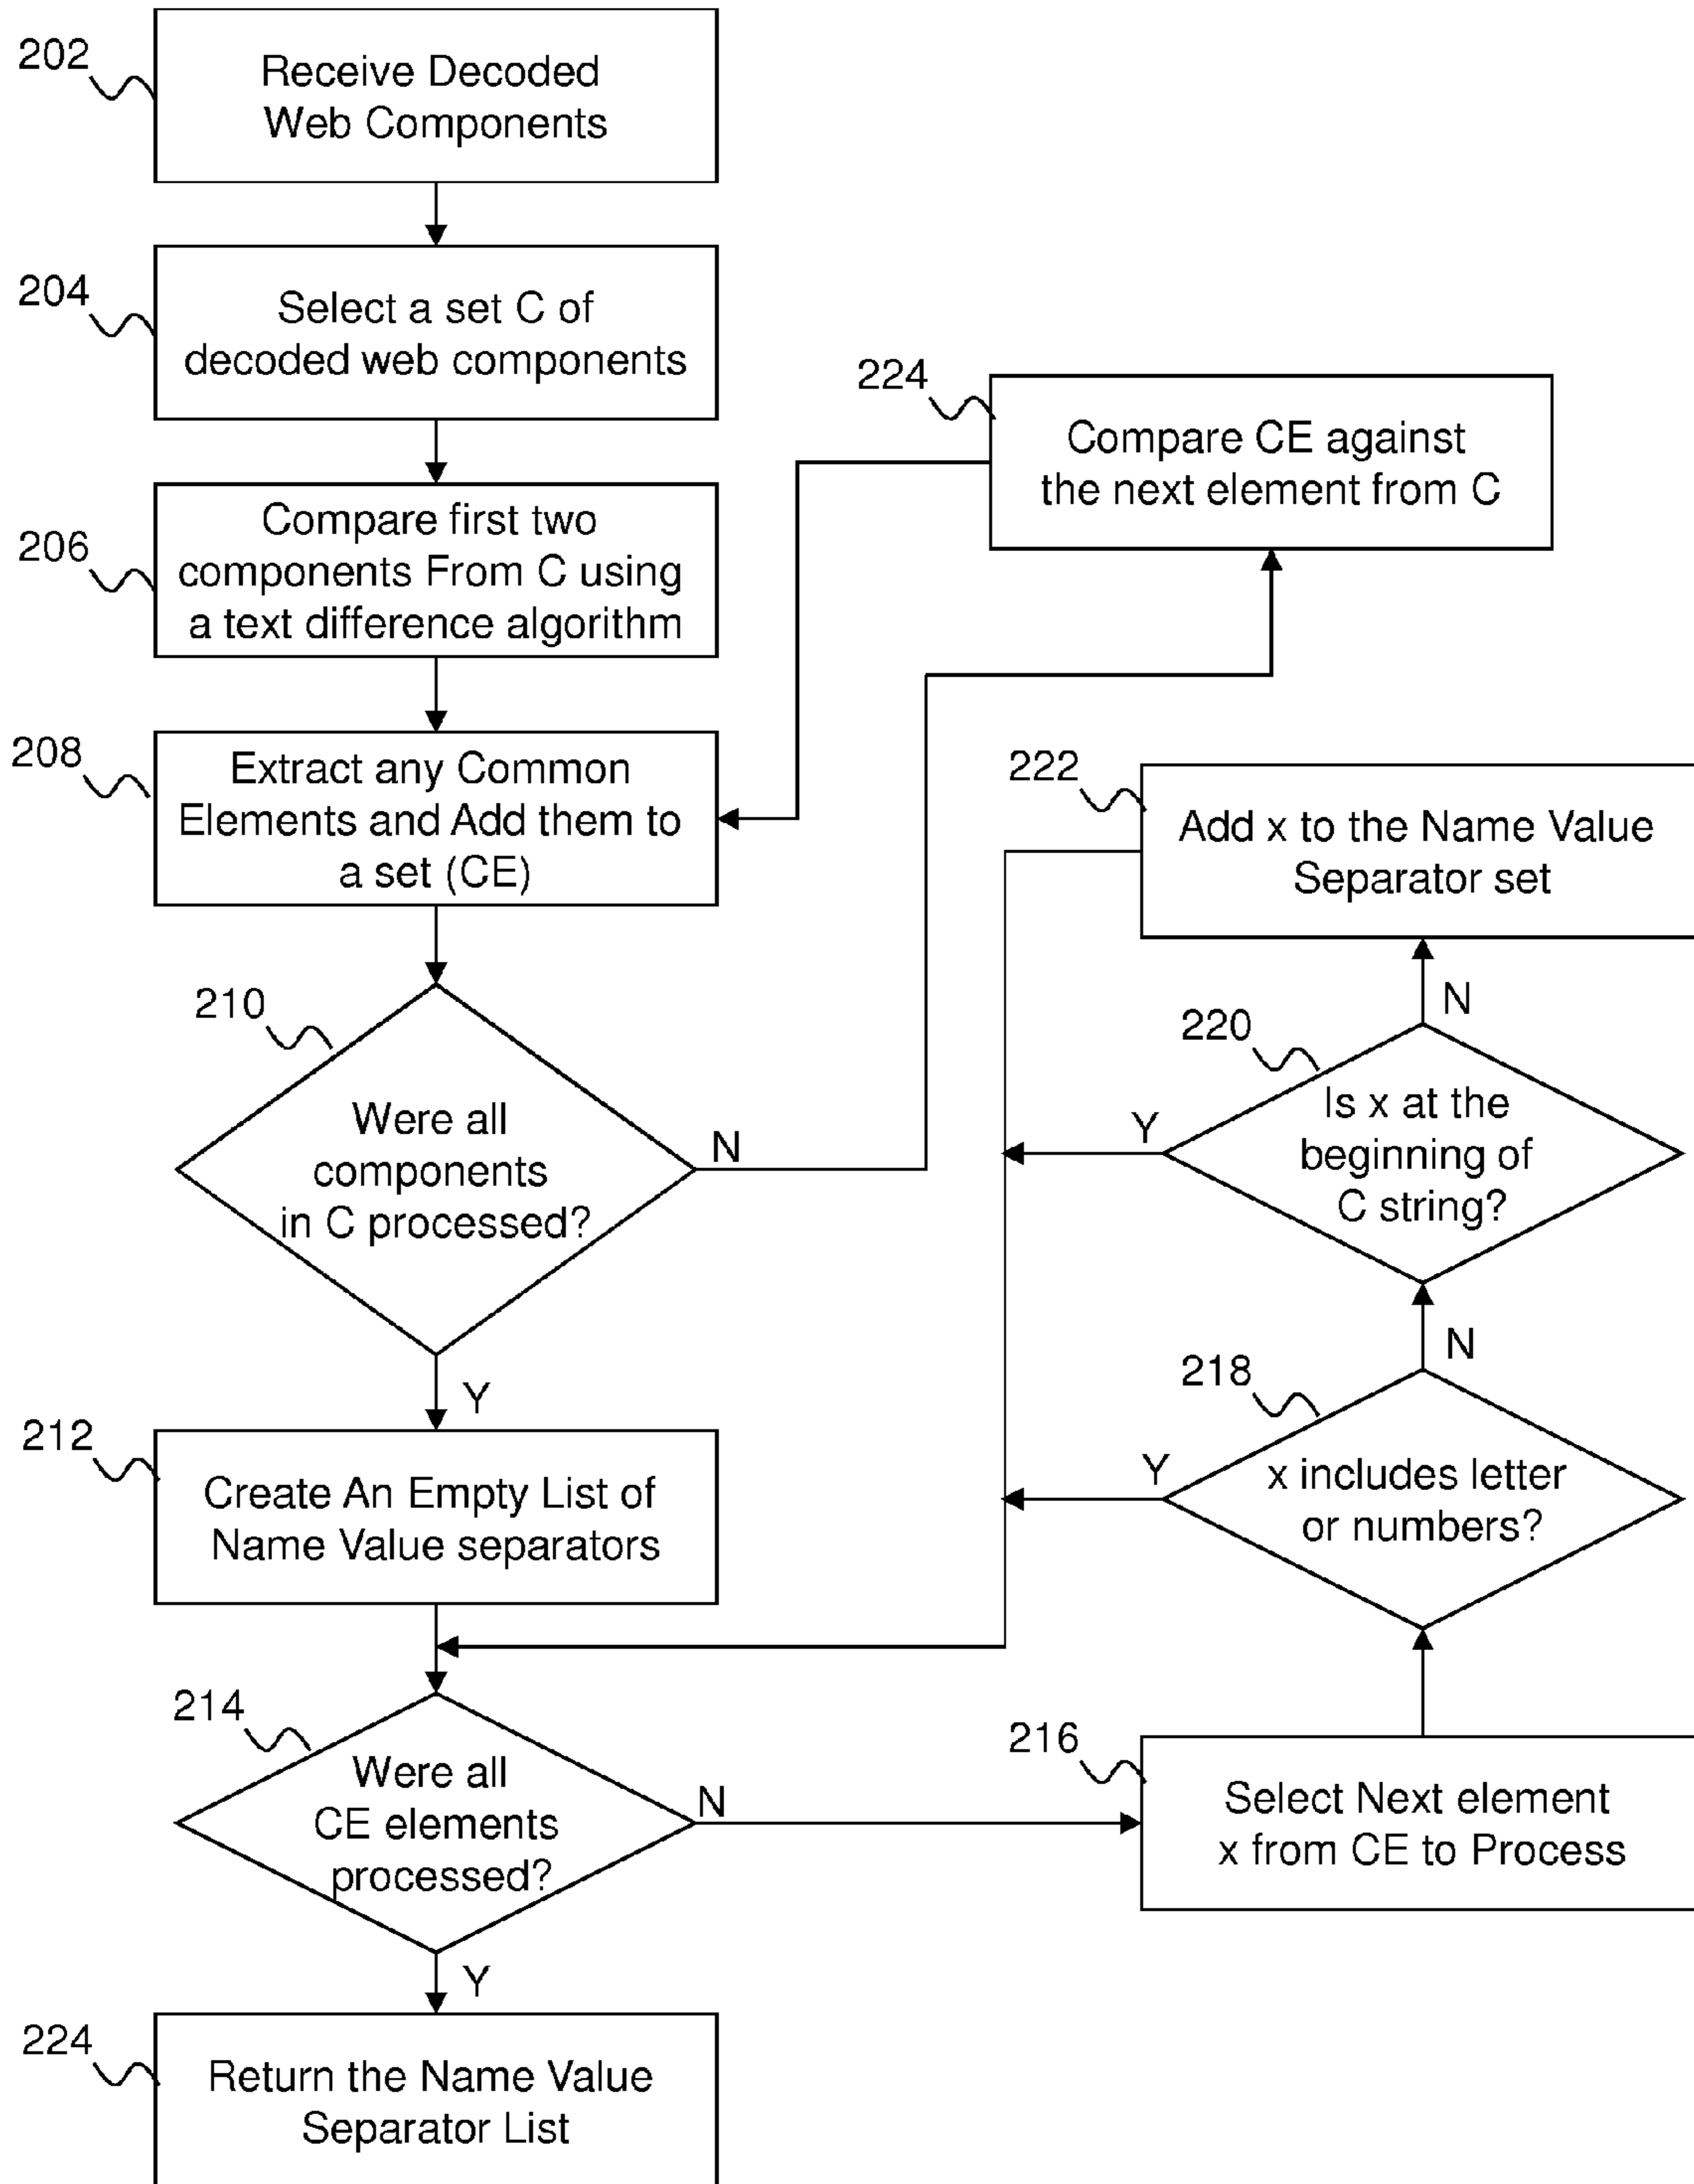 202
Receive Decoded
Web Components
204
Select a set C of
decoded web components
224
Compare CE against
the next element from C
206
Compare first two
components From C using
a text difference algorithm
208
Extract any Common
Elements and Add them to
a set (CE)
222
Add x to the Name Value
Separator set
N
210
Were all
components
in C processed?
N
220
Is x at the
beginning of
C string?
Y
N
Y
218
x includes letter
or numbers?
Y
212
Create An Empty List of
Name Value separators
214
Were all
CE elements
processed?
N
216
Select Next element
x from CE to Process
Y
224
Return the Name Value
Separator List